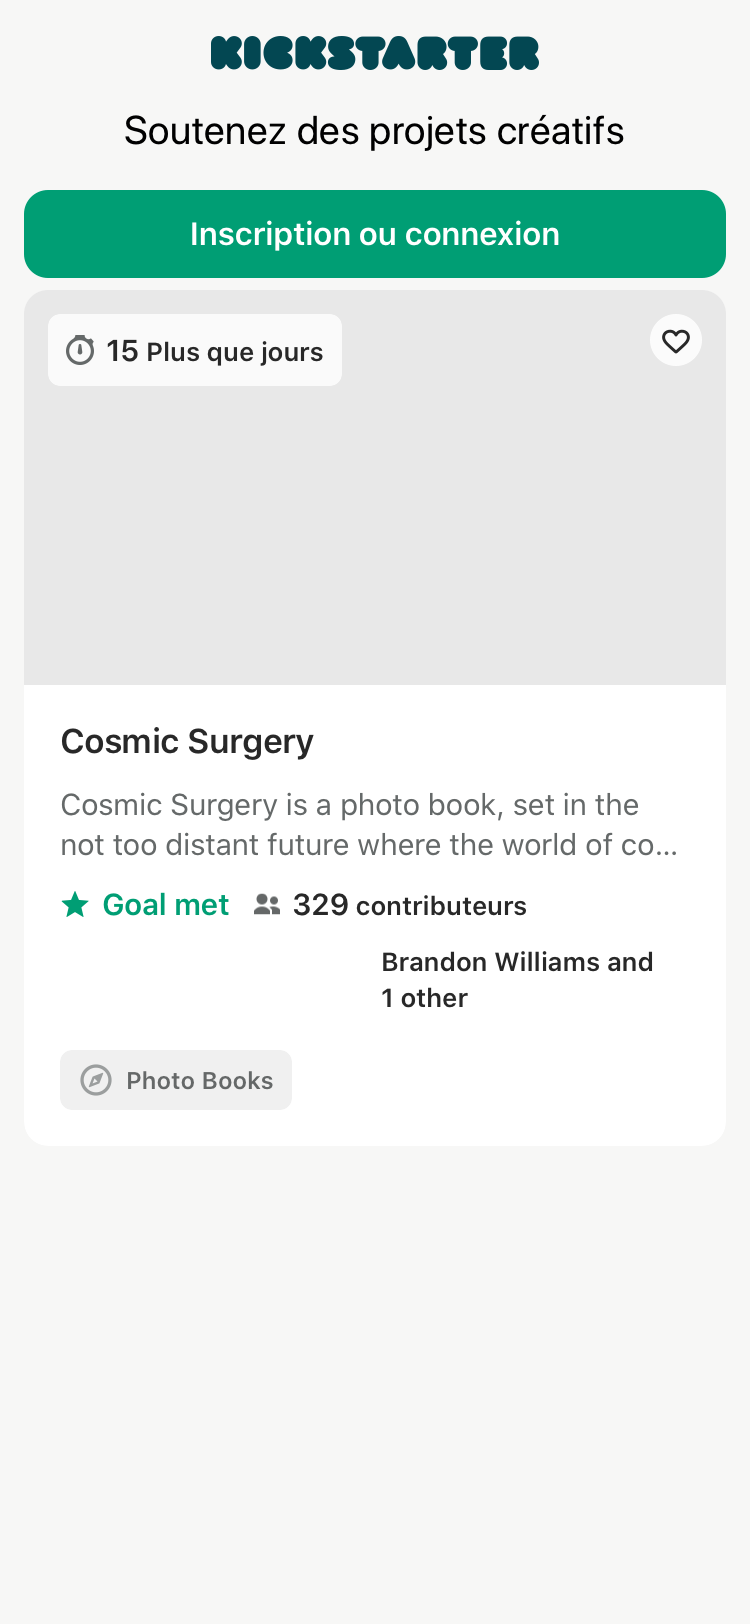 KICKSTARTER
Soutenez des projets créatifs
Inscription ou connexion
15 Plus que jours
Cosmic Surgery
Cosmic Surgery is a photo book, set in the
not too distant future where the world of co...
Goal met 329 contributeurs
Brandon Williams and
1 other
Photo Books